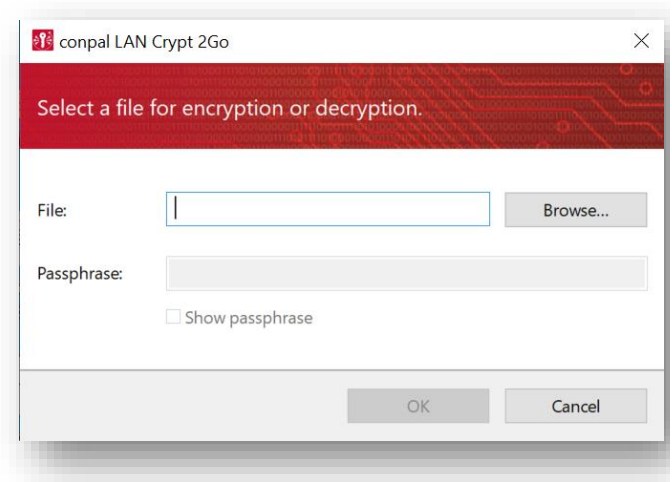 conpal LAN Crypt 2Go
Select a file for encryption or decryption.
File:
Browse...
Passphrase:
Show passphrase
OK
Cancel